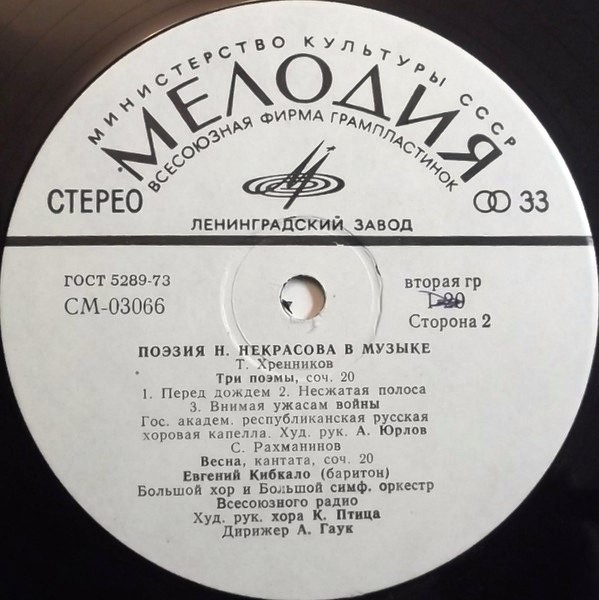 МИНИСТЕРСТВО КУЛЬТУРЫ СССР
МЕЛОДИЯ
ВСЕСОЮЗНАЯ ФИРМА ГРАМПЛАСТИНОК
СТЕРЕО
33
ЛЕНИНГРАДСКИЙ ЗАВОД
ГОСТ 5289-73
СМ-03066
вторая гр
1-20
Сторона 2
ПОЭЗИЯ Н. НЕКРАСОВА В МУЗЫКЕ
Т. Хренников
Три поэмы, соч. 20
1. Перед дождем 2. Несжатая полоса
3. Внимая ужасам войны
Гос. академ. республиканская русская
хоровая капелла. Худ. рук. А. Юрлов
С. Рахманинов
Весна, кантата, соч. 20
Евгений Кибкало (баритон)
Большой хор и Большой симф. оркестр
Всесоюзного радио
Худ. рук. хора К. Птица
Дирижер А. Гаук